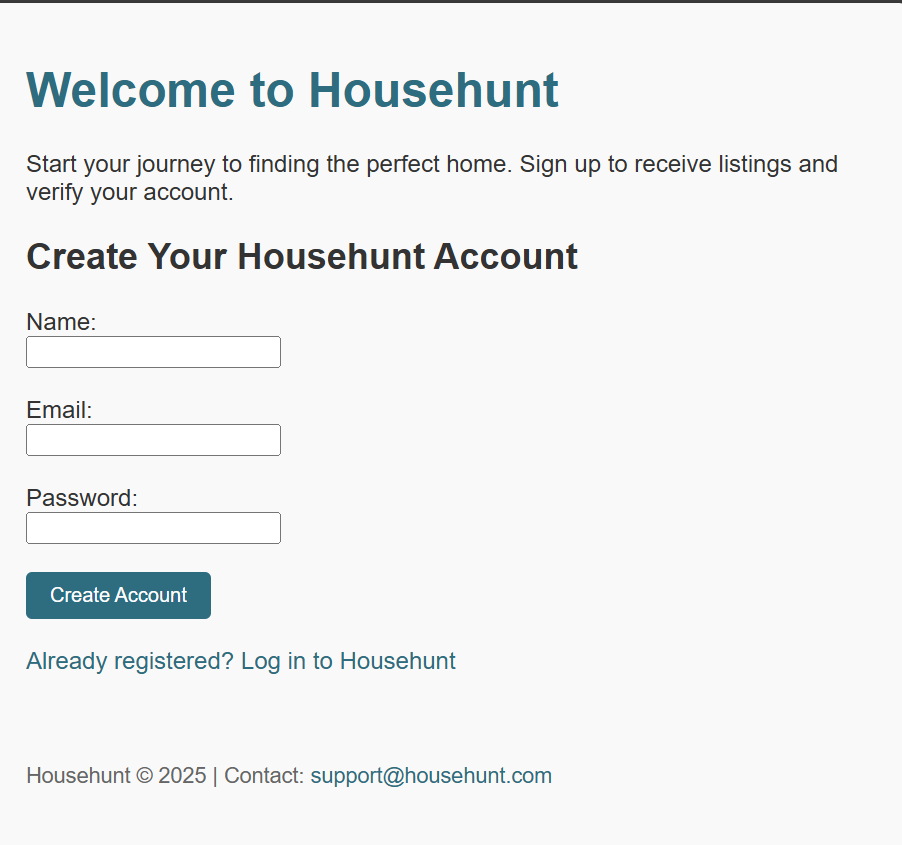 Welcome to Househunt
Start your journey to finding the perfect home. Sign up to receive listings and
verify your account.
Create Your Househunt Account
Name:
Email:
Password:
Create Account
Already registered? Log in to Househunt
Househunt © 2025 | Contact: support@househunt.com